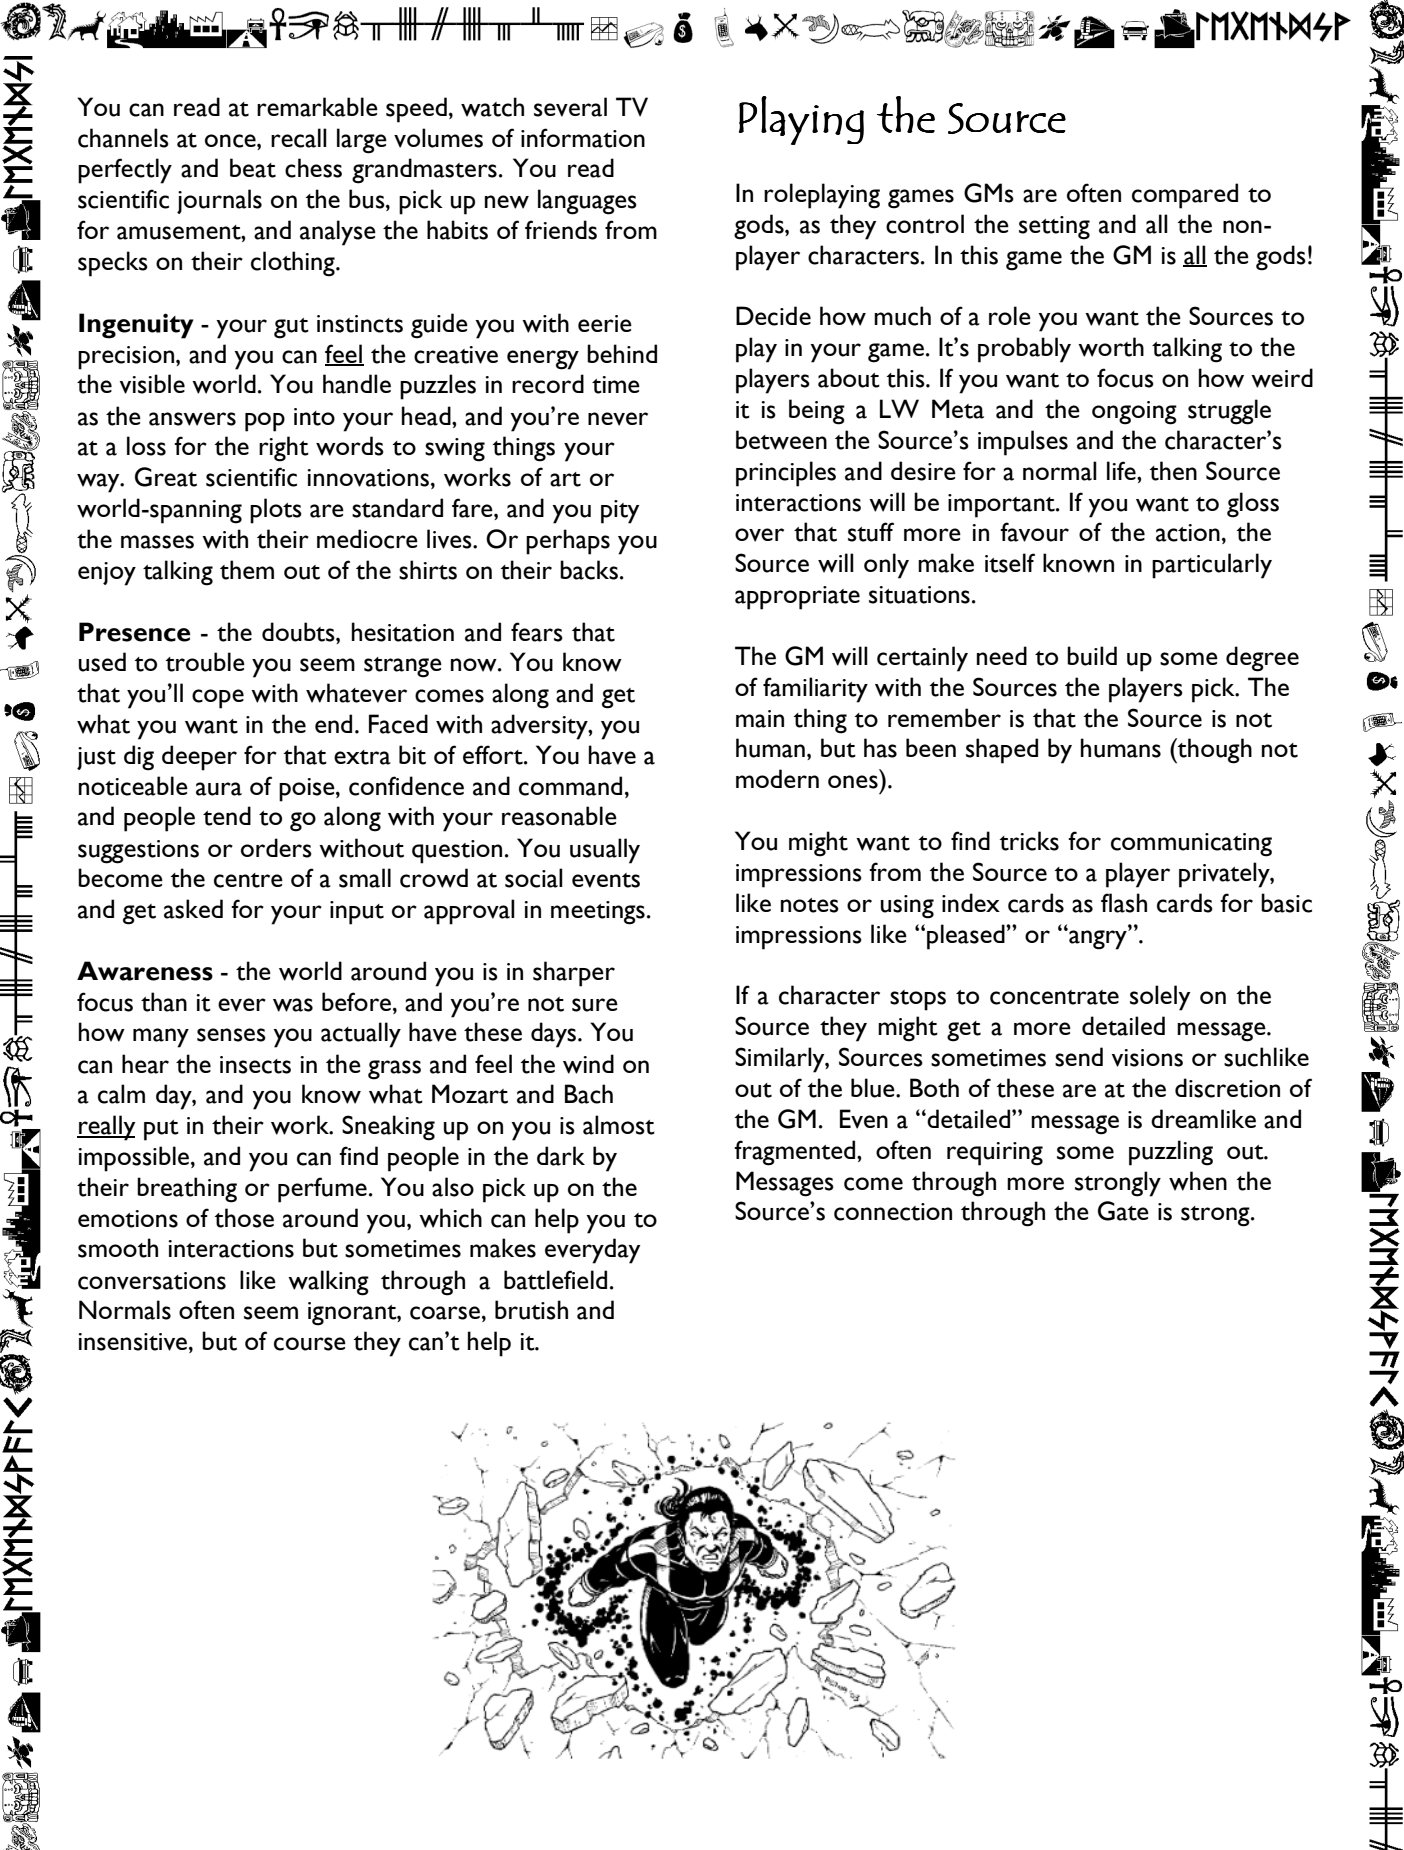 You can read at remarkable speed, watch several TV
channels at once, recall large volumes of information
perfectly and beat chess grandmasters. You read
scientific journals on the bus, pick up new languages
for amusement, and analyse the habits of friends from
specks on their clothing.
Ingenuity - your gut instincts guide you with eerie
precision, and you can feel the creative energy behind
the visible world. You handle puzzles in record time
as the answers pop into your head, and you're never
at a loss for the right words to swing things your
way. Great scientific innovations, works of art or
world-spanning plots are standard fare, and you pity
the masses with their mediocre lives. Or perhaps you
enjoy talking them out of the shirts on their backs.
Presence - the doubts, hesitation and fears that
used to trouble you seem strange now. You know
that you'll cope with whatever comes along and get
what you want in the end. Faced with adversity, you
just dig deeper for that extra bit of effort. You have a
noticeable aura of poise, confidence and command,
and people tend to go along with your reasonable
suggestions or orders without question. You usually
become the centre of a small crowd at social events
and get asked for your input or approval in meetings.
Awareness - the world around you is in sharper
focus than it ever was before, and you're not sure
how many senses you actually have these days. You
can hear the insects in the grass and feel the wind on
a calm day, and you know what Mozart and Bach
really put in their work. Sneaking up on you is almost
impossible, and you can find people in the dark by
their breathing or perfume. You also pick up on the
emotions of those around you, which can help you to
smooth interactions but sometimes makes everyday
conversations like walking through a battlefield.
Normals often seem ignorant, coarse, brutish and
insensitive, but of course they can't help it.
Playing the Source
In roleplaying games GMs are often compared to
gods, as they control the setting and all the non-
player characters. In this game the GM is all the gods!
Decide how much of a role you want the Sources to
play in your game. It's probably worth talking to the
players about this. If you want to focus on how weird
it is being a LW Meta and the ongoing struggle
between the Source's impulses and the character's
principles and desire for a normal life, then Source
interactions will be important. If you want to gloss
over that stuff more in favour of the action, the
Source will only make itself known in particularly
appropriate situations.
The GM will certainly need to build up some degree
of familiarity with the Sources the players pick. The
main thing to remember is that the Source is not
human, but has been shaped by humans (though not
modern ones).
You might want to find tricks for communicating
impressions from the Source to a player privately,
like notes or using index cards as flash cards for basic
impressions like “pleased” or “angry”.
If a character stops to concentrate solely on the
Source they might get a more detailed message.
Similarly, Sources sometimes send visions or suchlike
out of the blue. Both of these are at the discretion of
the GM. Even a “detailed” message is dreamlike and
fragmented, often requiring some puzzling out.
Messages come through more strongly when the
Source's connection through the Gate is strong.